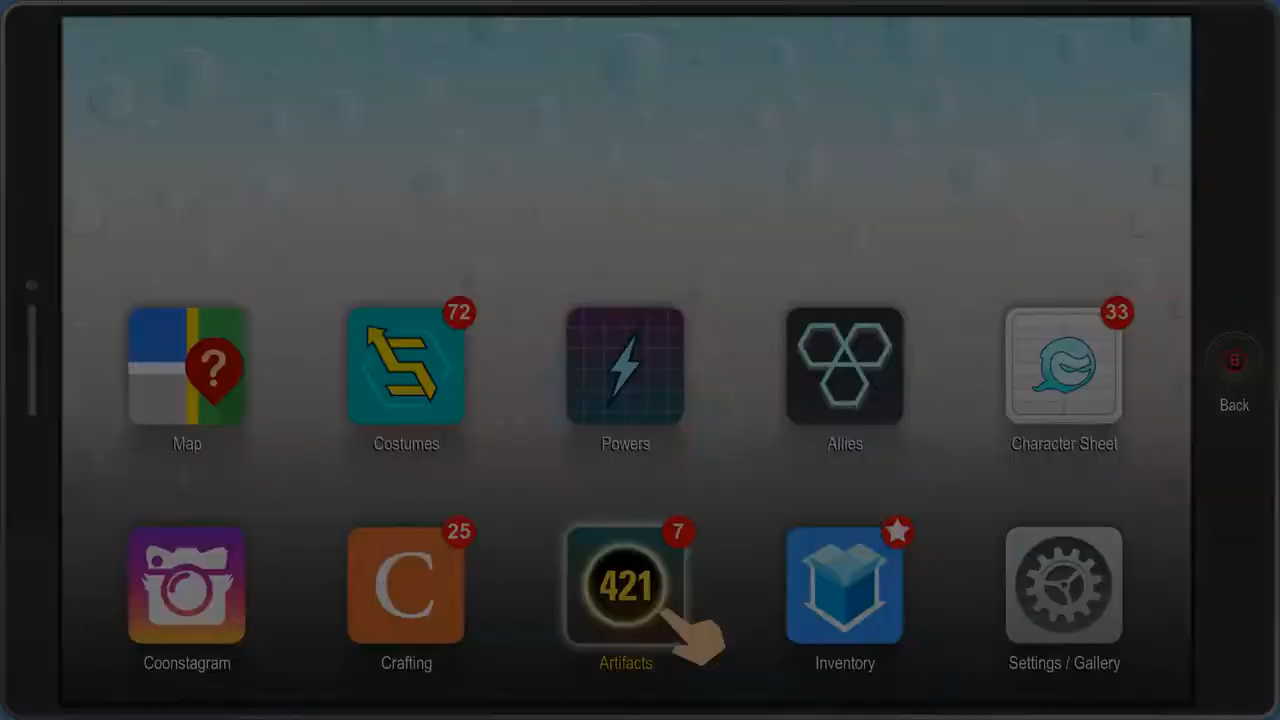 72
33
?
Map
Costumes
Powers
Allies
Character Sheet
B
Back
25
7
C
421
Coonstagram
Crafting
Artifacts
Inventory
Settings / Gallery